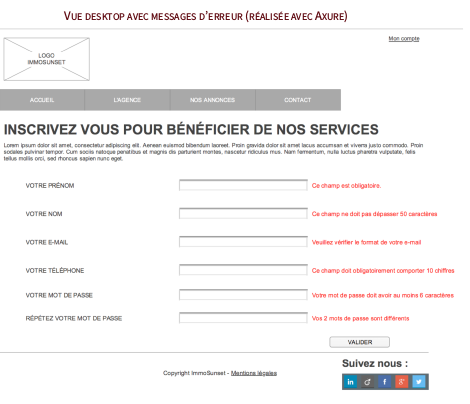 VUE DESKTOP AVEC MESSAGES D'ERREUR (RÉALISÉE AVEC AXURE)
Mon compte
LOGO
IMMOSUNSET
ACCUEIL L'AGENCE NOS ANNONCES CONTACT
INSCRIVEZ VOUS POUR BÉNÉFICIER DE NOS SERVICES
Lorem ipsum dolor sit amet, consectetur adipiscing elit. Aenean euismod bibendum laoreet. Proin gravida dolor sit amet lacus accumsan et viverra justo commodo. Proin
sodales pulvinar tempor. Cum sociis natoque penatibus et magnis dis parturient montes, nascetur ridiculus mus. Nam fermentum, nulla luctus pharetra vulputate, felis
tellus mollis orci, sed rhoncus sapien nunc eget.
VOTRE PRÉNOM Ce champ est obligatoire.
VOTRE NOM Ce champ ne doit pas dépasser 50 caractères
VOTRE E-MAIL Veuillez vérifier le format de votre e-mail
VOTRE TÉLÉPHONE Ce champ doit obligatoirement comporter 10 chiffres
VOTRE MOT DE PASSE Votre mot de passe doit avoir au moins 6 caractères
RÉPÉTEZ VOTRE MOT DE PASSE Vos 2 mots de passe sont différents
VALIDER
Suivez nous :
Copyright ImmoSunset - Mentions légales